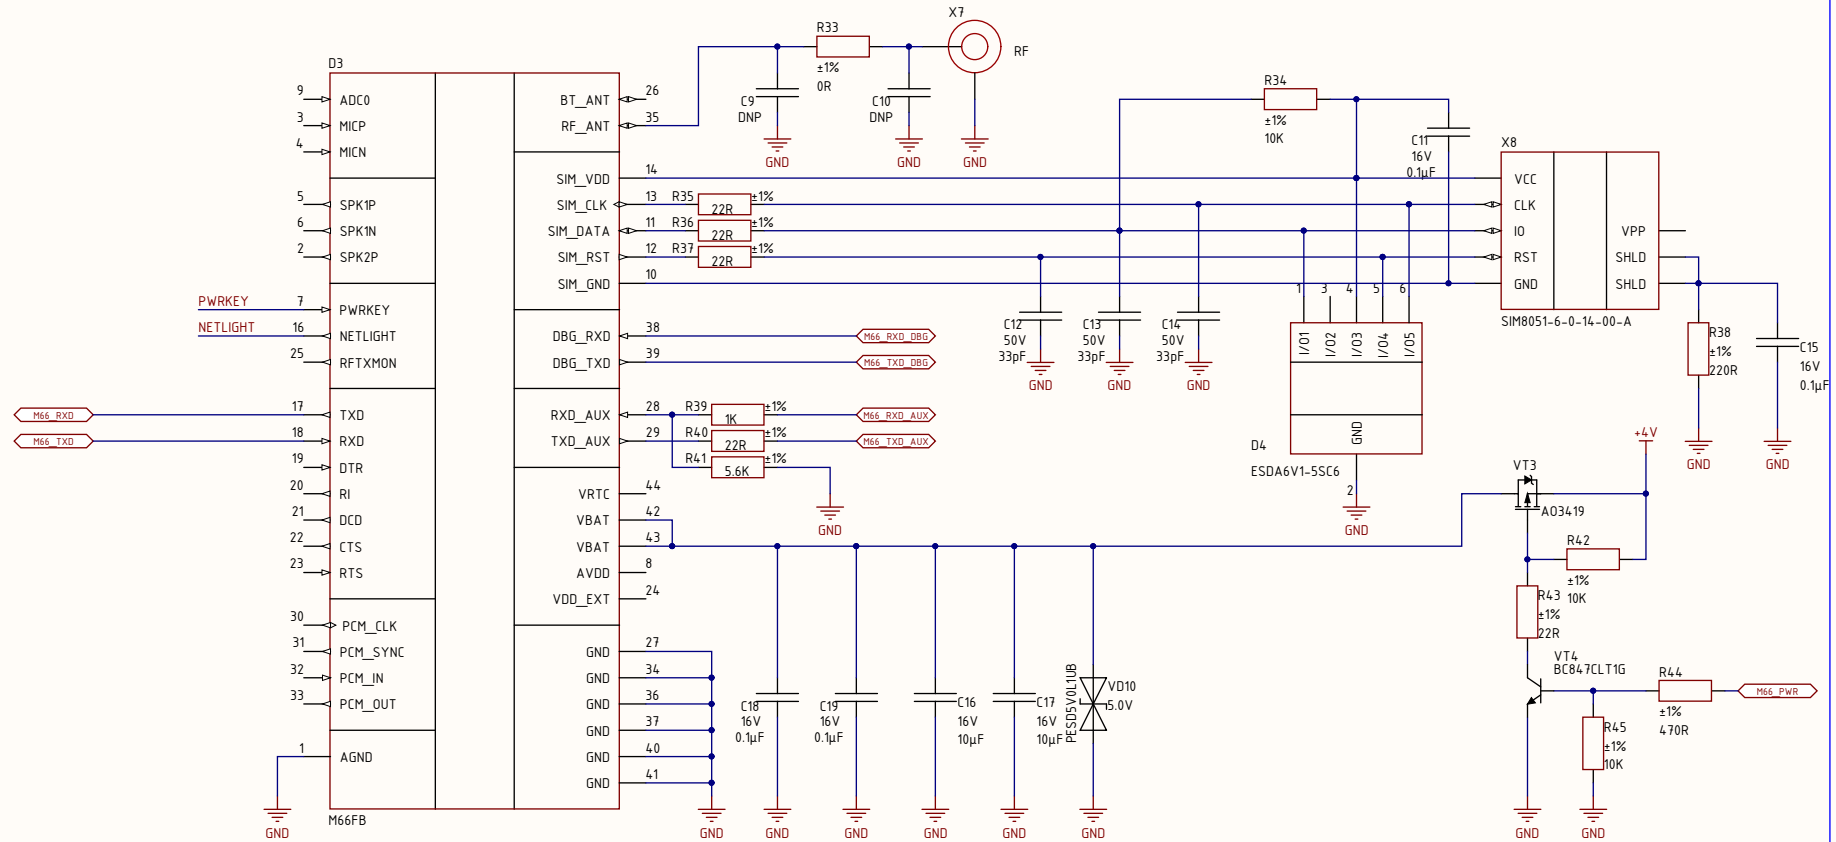 X7
R33
RF
±1%
0R
D3
R34
9
ADC0
BT_ANT
26
C9
DNP
C10
DNP
3
MICP
RF_ANT
35
±1%
10K
4
MICN
GND
GND
GND
C11
16V
0.1µF
X8
SIM_VDD
14
VCC
5
SPK1P
SIM_CLK
13
R35
22R
±1%
CLK
6
SPK1N
SIM_DATA
11
R36
22R
±1%
IO
VPP
2
SPK2P
SIM_RST
12
R37
22R
±1%
RST
SHLD
SIM_GND
10
GND
SHLD
1
3
4
5
6
PWRKEY
7
PWRKEY
SIM8051-6-0-14-00-A
NETLIGHT
16
NETLIGHT
DBG_RXD
38
M66_RXD_DBG
C12
50V
33pF
C13
50V
33pF
C14
50V
33pF
I/O1
I/O2
I/O3
I/O4
I/O5
R38
±1%
220R
C15
16V
0.1µF
25
RFTXMON
DBG_TXD
39
M66_TXD_DBG
GND
GND
GND
M66_RXD
17
TXD
RXD_AUX
28
R39
1K
±1%
M66_RXD_AUX
M66_TXD
18
RXD
TXD_AUX
29
R40
22R
±1%
M66_TXD_AUX
GND
D4
ESDA6V1-5SC6
+4V
19
DTR
R41
5.6K
±1%
GND
GND
VT3
20
RI
VRTC
44
2
AO3419
21
DCD
VBAT
42
GND
GND
22
CTS
VBAT
43
R42
±1%
10K
23
RTS
AVDD
8
VDD_EXT
24
R43
±1%
22R
30
PCM_CLK
31
PCM_SYNC
GND
27
VT4
BC847CLT1G
32
PCM_IN
GND
34
R44
±1%
470R
M66_PWR
33
PCM_OUT
GND
36
C18
16V
0.1µF
C19
16V
0.1µF
C16
16V
10µF
C17
16V
10µF
PESD5V0L1UB
VD10
5.0V
GND
37
R45
±1%
10K
1
AGND
GND
40
GND
41
M66FB
GND
GND
GND
GND
GND
GND
GND
GND
GND